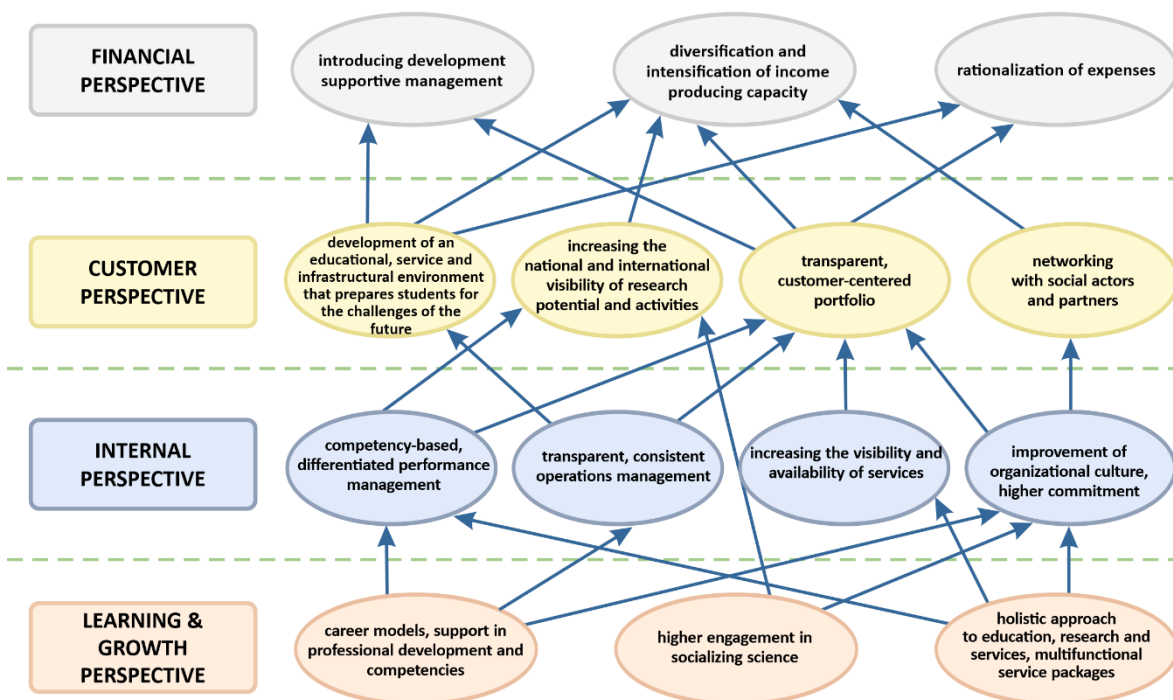 FINANCIAL
PERSPECTIVE
introducing development
supportive management
diversification and
intensification of income
producing capacity
rationalization of expenses
CUSTOMER
PERSPECTIVE
development of an
educational, service and
infrastructural environment
that prepares students for
the challenges of the
future
increasing the
national and international
visibility of research
potential and activities
transparent,
customer-centered
portfolio
networking
with social actors
and partners
INTERNAL
PERSPECTIVE
competency-based,
differentiated performance
management
transparent, consistent
operations management
increasing the visibility and
availability of services
improvement of
organizational culture,
higher commitment
LEARNING &
GROWTH
PERSPECTIVE
career models, support in
professional development and
competencies
higher engagement in
socializing science
holistic approach
to education, research and
services, multifunctional
service packages